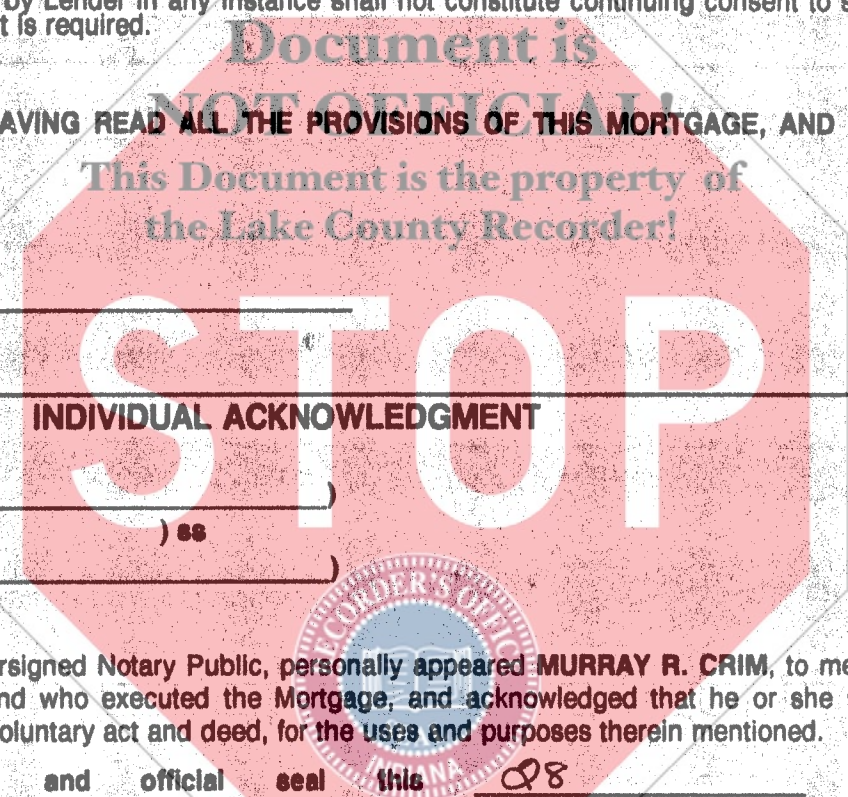 by Lender in any instance shall not constitute continuing consent to s
t is required.
Document is
NOT OFFICIAL!
AVING READ ALL THE PROVISIONS OF THIS MORTGAGE, AND
This Document is the property of
the Lake County Recorder!
STOP
INDIVIDUAL ACKNOWLEDGMENT
)
) ss
)
RECORDER'S OFFIC
rsigned Notary Public, personally appeared MURRAY R. CRIM, to me
nd who executed the Mortgage, and acknowledged that he or she
oluntary act and deed, for the uses and purposes therein mentioned.
INDIANA
and official seal this 28